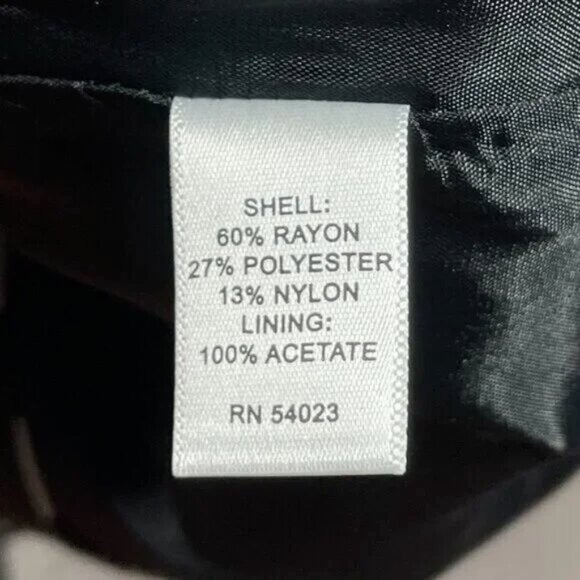 SHELL:
60% RAYON
27% POLYESTER
13% NYLON
LINING:
100% ACETATE
RN 54023